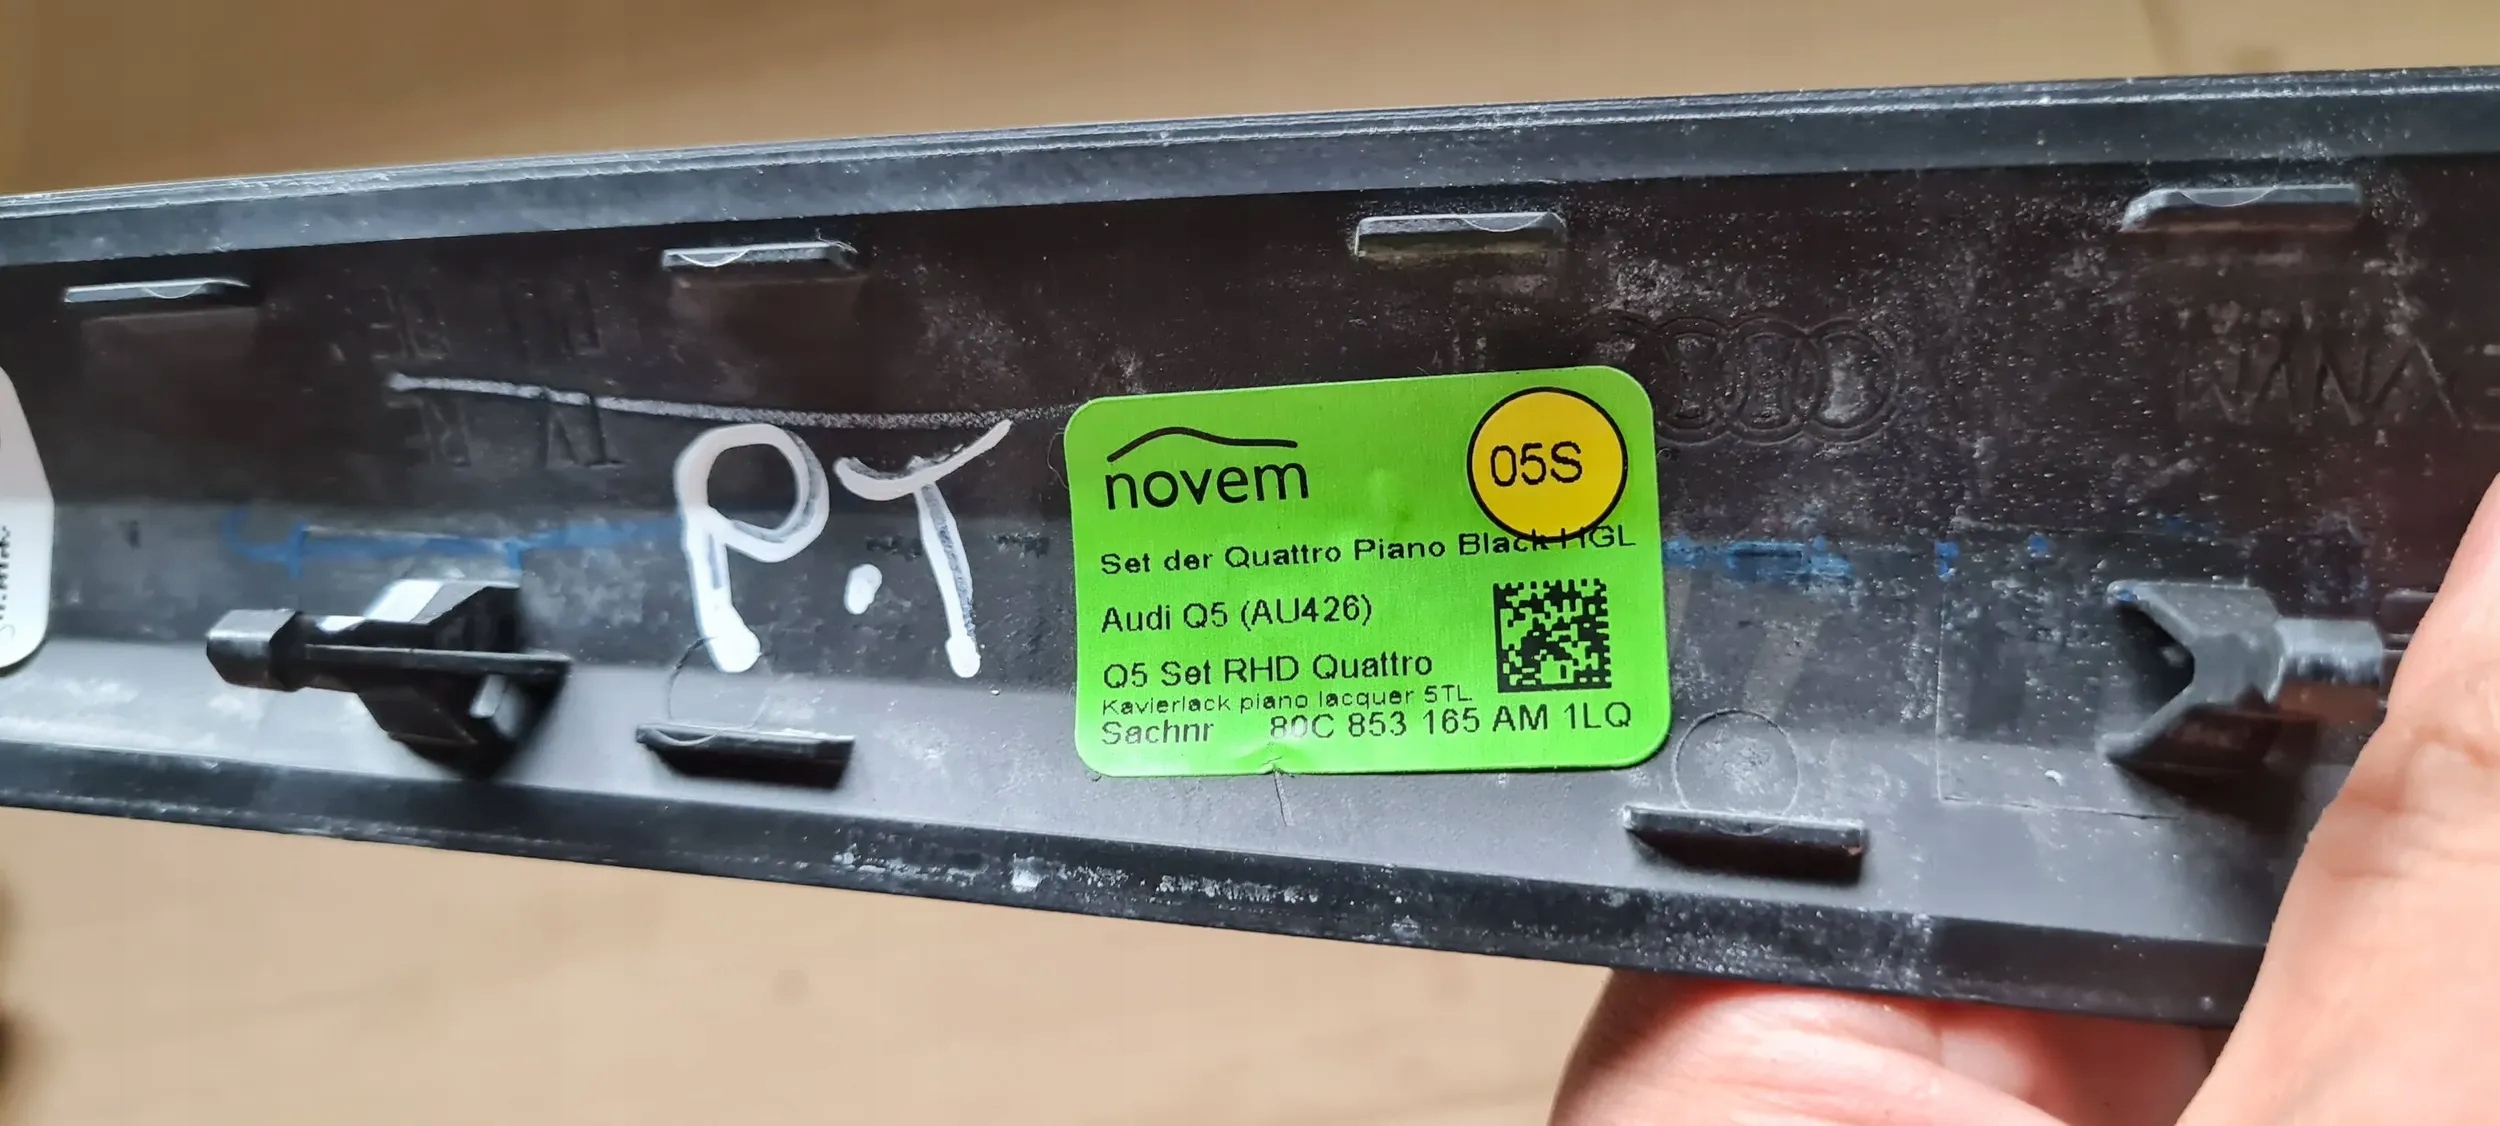 P.T
novem
05S
Set der Quattro Piano Black HGL
Audi Q5 (AU426)
Q5 Set RHD Quattro
Kavierlack piano lacquer 5TL
Sachnr 80C 853 165 AM 1LQ